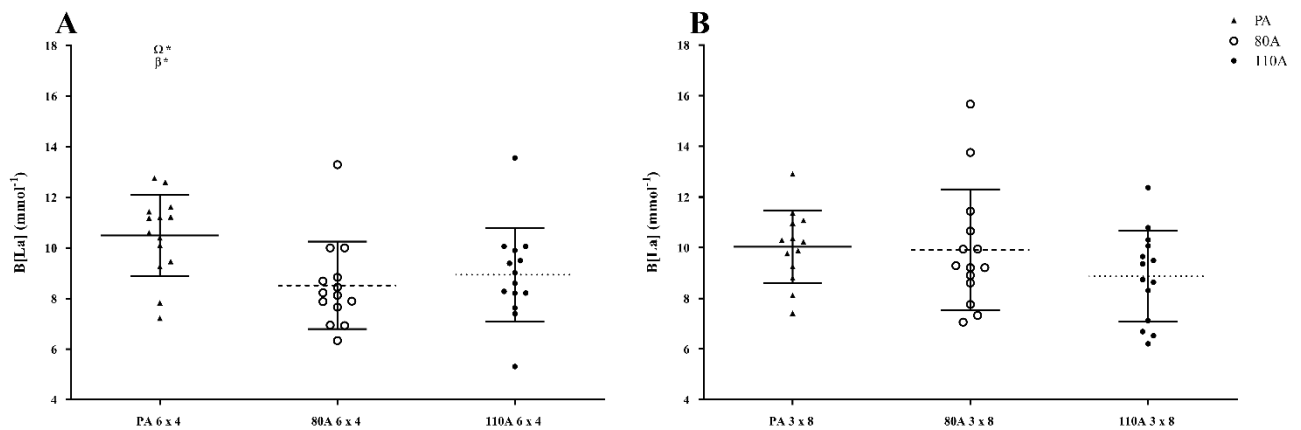 A
B
PA
80A
110A
Ω*
β*
18
16
14
12
10
8
6
4
B[La] (mmol⁻¹)
PA 6 x 4
80A 6 x 4
110A 6 x 4
18
16
14
12
10
8
6
4
B[La] (mmol⁻¹)
PA 3 x 8
80A 3 x 8
110A 3 x 8